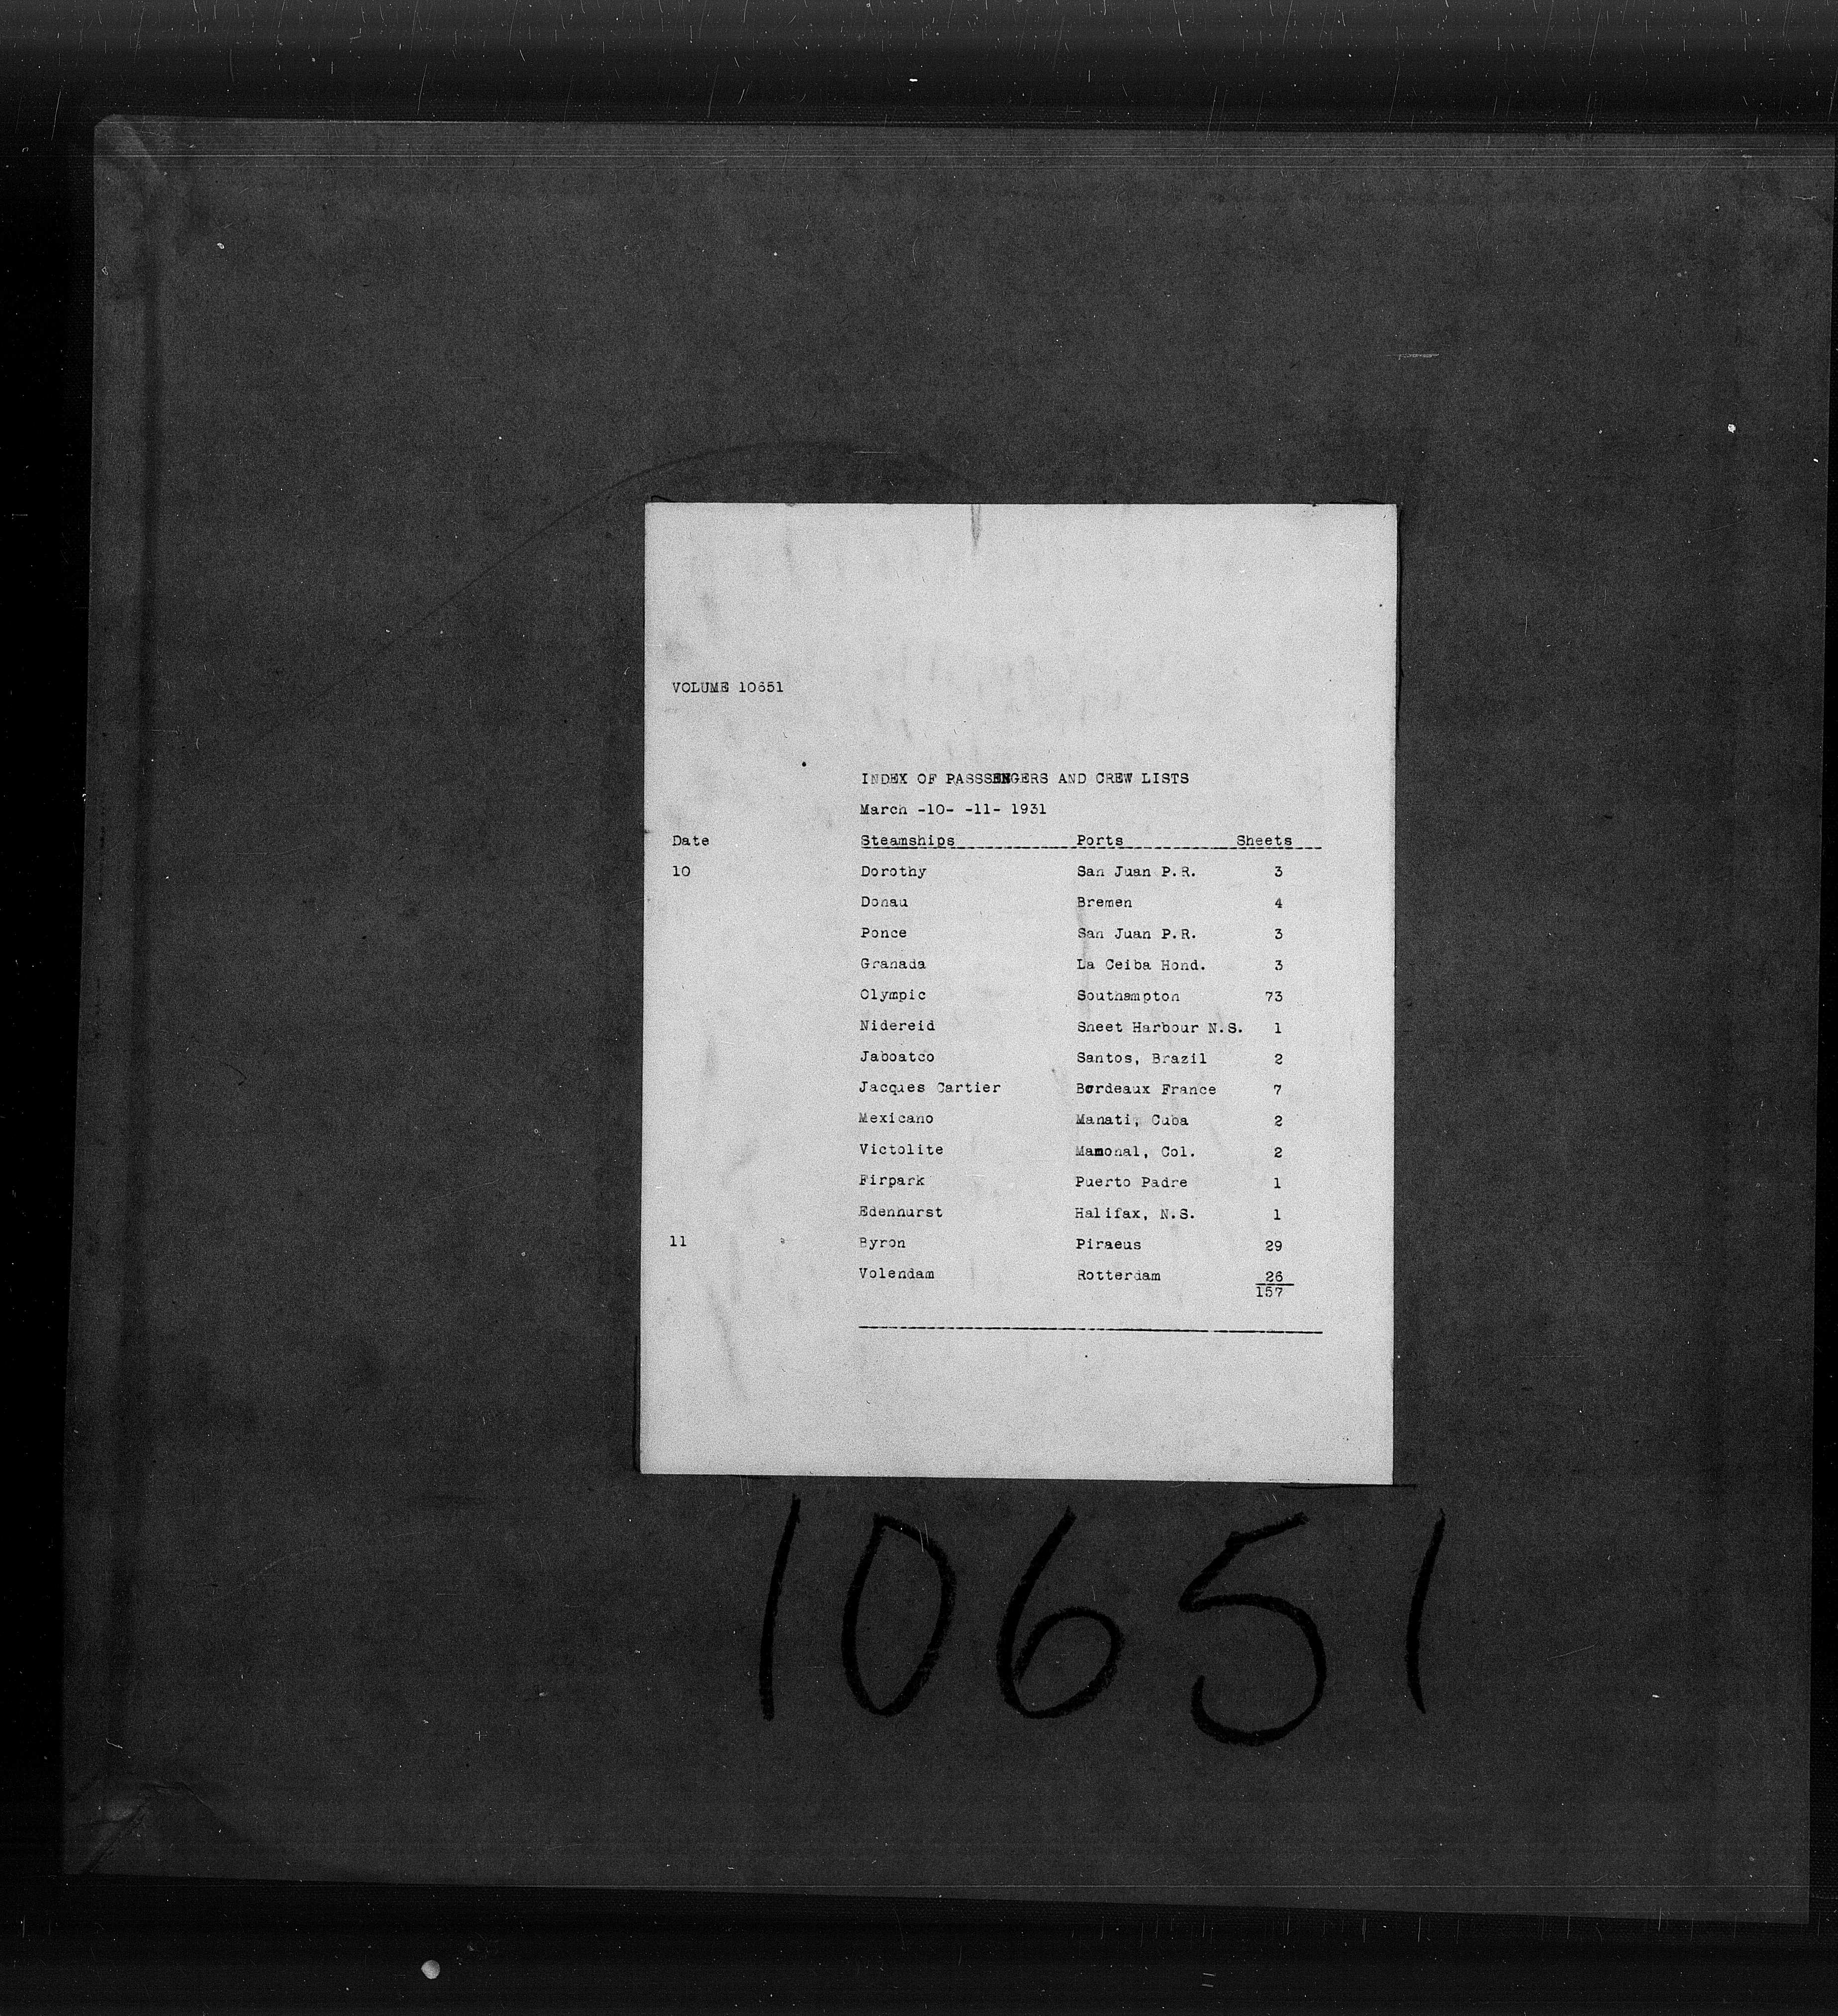 VOLUME 10651
INDEX OF PASSSENGERS AND CREW LISTS
March -10- -11- 1931
Date Steamships Ports Sheets
10 Dorothy San Juan P.R. 3
Donau Bremen 4
Ponce San Juan P.R. 3
Granada La Ceiba Hond. 3
Olympic Southampton 73
Nidereid Sheet Harbour N.S. 1
Jaboatco Santos, Brazil 2
Jacques Cartier Bordeaux France 7
Mexicano Manati, Cuba 2
Victolite Mamonal, Col. 2
Firpark Puerto Padre 1
Edenhurst Halifax, N.S. 1
11 Byron Piraeus 29
Volendam Rotterdam 26
157
10651